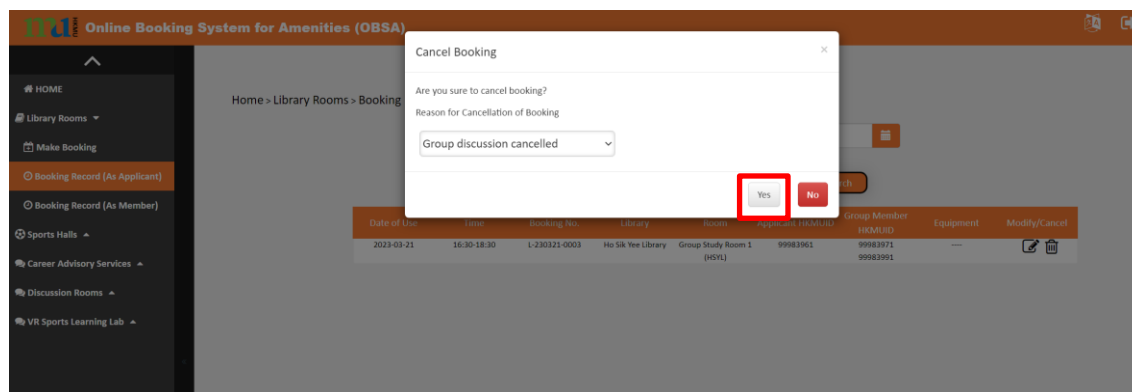 Online Booking System for Amenities (OBSA)
Cancel Booking
×
Are you sure to cancel booking?
Reason for Cancellation of Booking
Group discussion cancelled
Yes
No
HOME
Library Rooms
Make Booking
Booking Record (As Applicant)
Booking Record (As Member)
Sports Halls
Career Advisory Services
Discussion Rooms
VR Sports Learning Lab
Home > Library Rooms > Booking
Date of Use Time Booking No. Library Room Applicant HKMUID Group Member HKMUID Equipment Modify/Cancel
2023-03-21 16:30-18:30 L-230321-0003 Ho Sik Yee Library Group Study Room 1 99983961 99983971 ---
(HSYL) 99983991